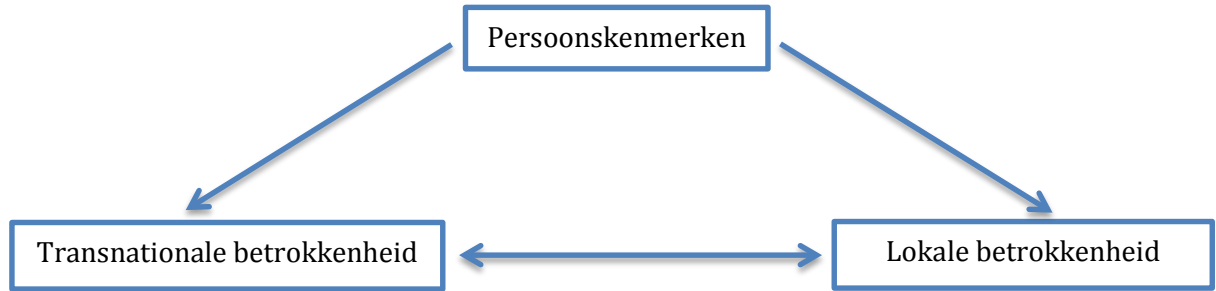 Persoonskenmerken
Transnationale betrokkenheid
Lokale betrokkenheid